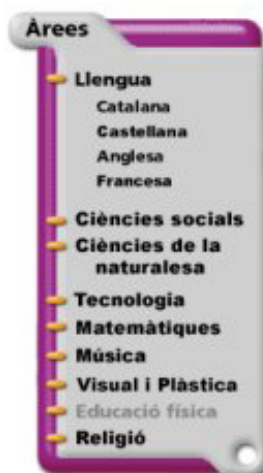 Àrees
Llengua
Catalana
Castellana
Anglesa
Francesa
Ciències socials
Ciències de la
naturalesa
Tecnologia
Matemàtiques
Música
Visual i Plàstica
Educació física
Religió